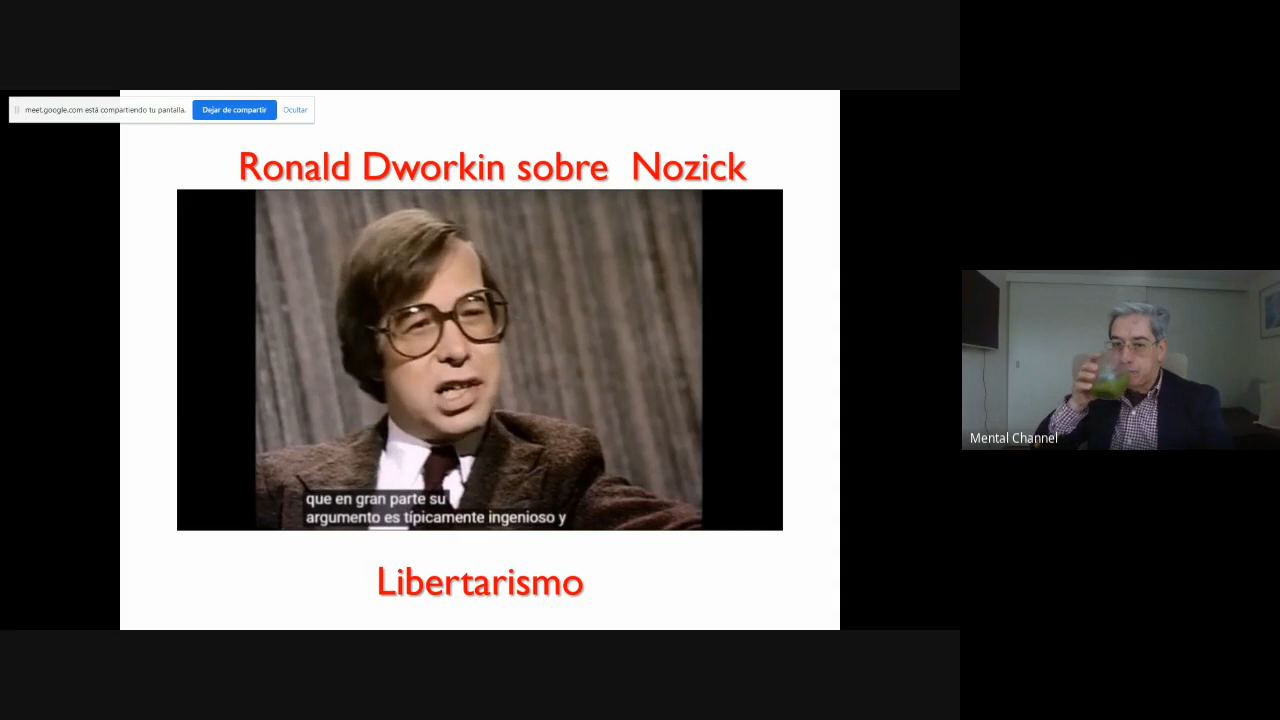 meet.google.com está compartiendo tu pantalla. Dejar de compartir Ocultar
Ronald Dworkin sobre Nozick
que en gran parte su
argumento es típicamente ingenioso y
Libertarismo
Mental Channel